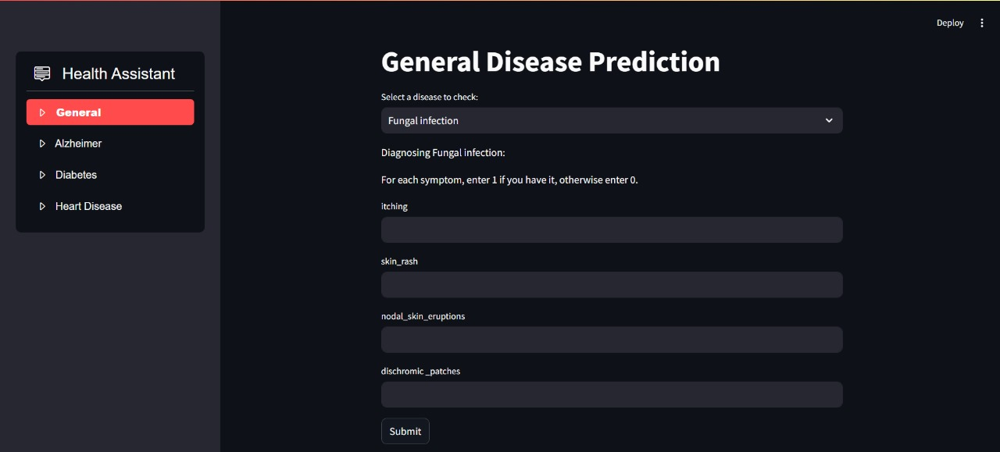 Deploy
Health Assistant
General
Alzheimer
Diabetes
Heart Disease
General Disease Prediction
Select a disease to check:
Fungal infection
Diagnosing Fungal infection:
For each symptom, enter 1 if you have it, otherwise enter 0.
itching
skin_rash
nodal_skin_eruptions
dischromic _patches
Submit